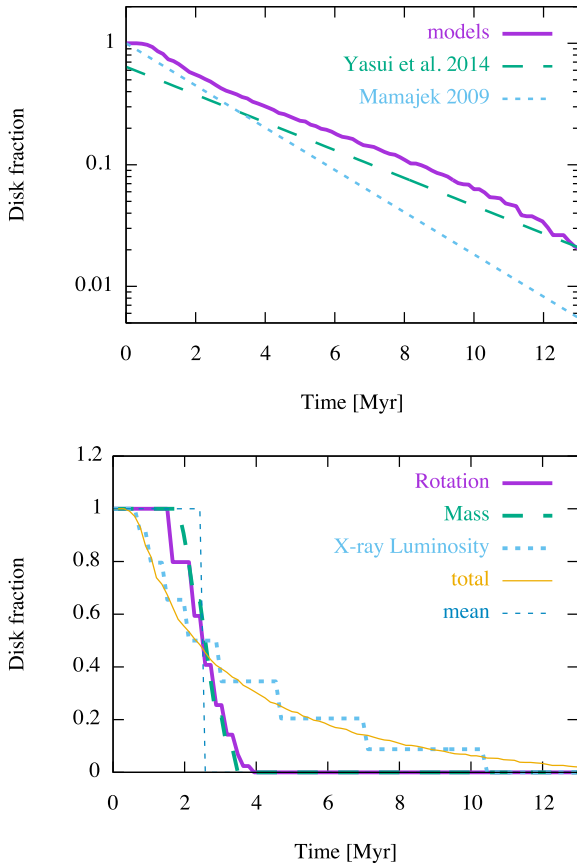 models
Yasui et al. 2014
Mamajek 2009
1
0.1
0.01
Disk fraction
0 2 4 6 8 10 12
Time [Myr]
Rotation
Mass
X-ray Luminosity
total
mean
1.2
1
0.8
0.6
0.4
0.2
0
Disk fraction
0 2 4 6 8 10 12
Time [Myr]